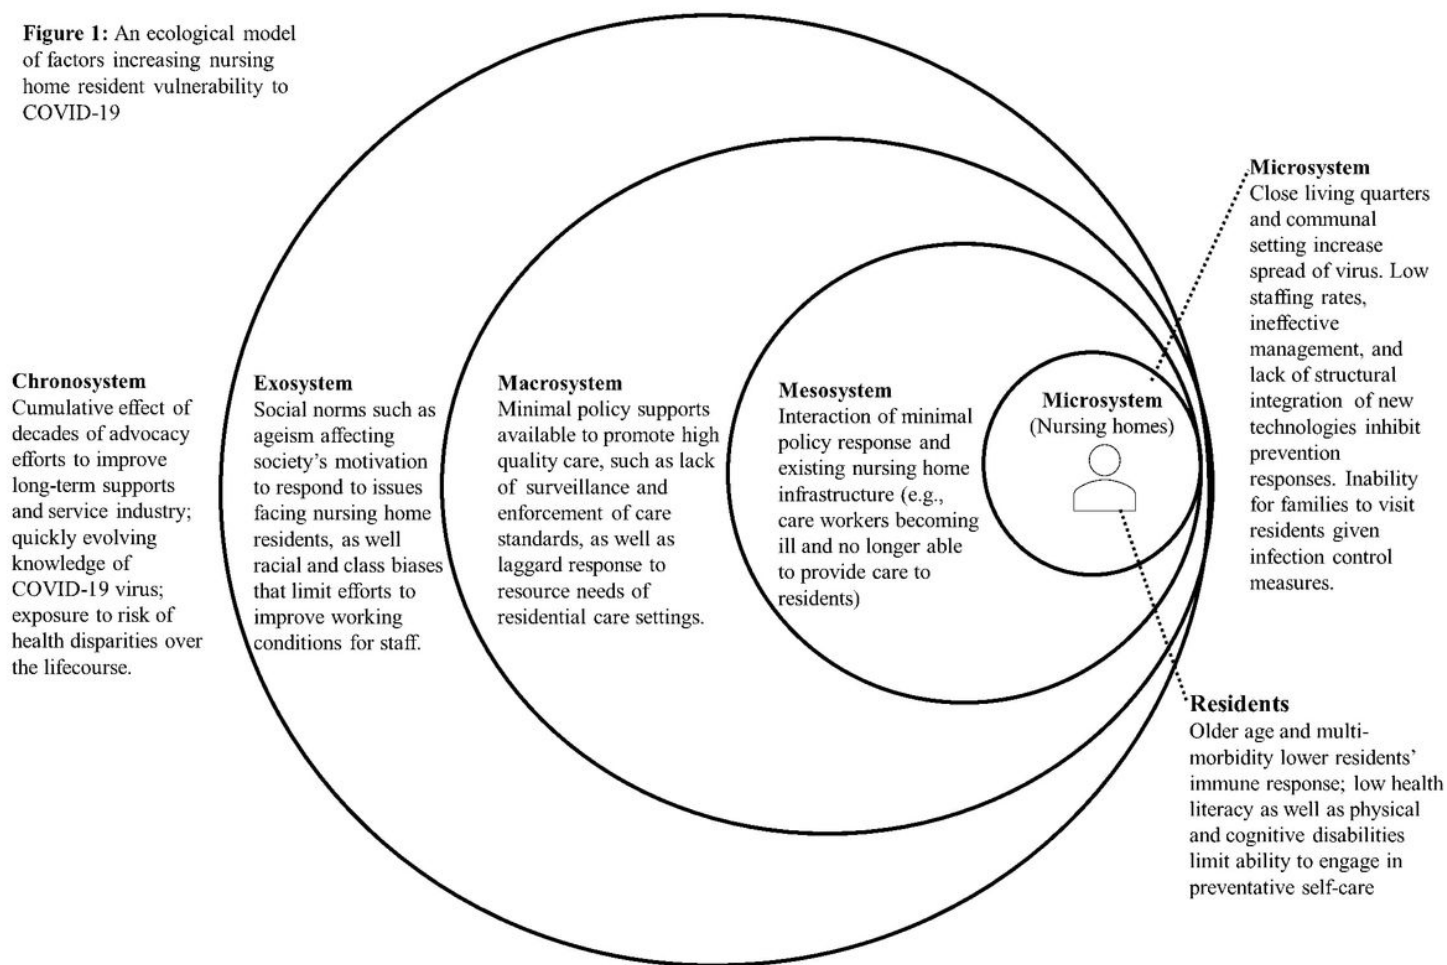 Figure 1: An ecological model
of factors increasing nursing
home resident vulnerability to
COVID-19
Chronosystem
Cumulative effect of
decades of advocacy
efforts to improve
long-term supports
and service industry;
quickly evolving
knowledge of
COVID-19 virus;
exposure to risk of
health disparities over
the lifecourse.
Exosystem
Social norms such as
ageism affecting
society's motivation
to respond to issues
facing nursing home
residents, as well
racial and class biases
that limit efforts to
improve working
conditions for staff.
Macrosystem
Minimal policy supports
available to promote high
quality care, such as lack
of surveillance and
enforcement of care
standards, as well as
laggard response to
resource needs of
residential care settings.
Mesosystem
Interaction of minimal
policy response and
existing nursing home
infrastructure (e.g.,
care workers becoming
ill and no longer able
to provide care to
residents)
Microsystem
(Nursing homes)
Microsystem
Close living quarters
and communal
setting increase
spread of virus. Low
staffing rates,
ineffective
management, and
lack of structural
integration of new
technologies inhibit
prevention
responses. Inability
for families to visit
residents given
infection control
measures.
Residents
Older age and multi-
morbidity lower residents'
immune response; low health
literacy as well as physical
and cognitive disabilities
limit ability to engage in
preventative self-care